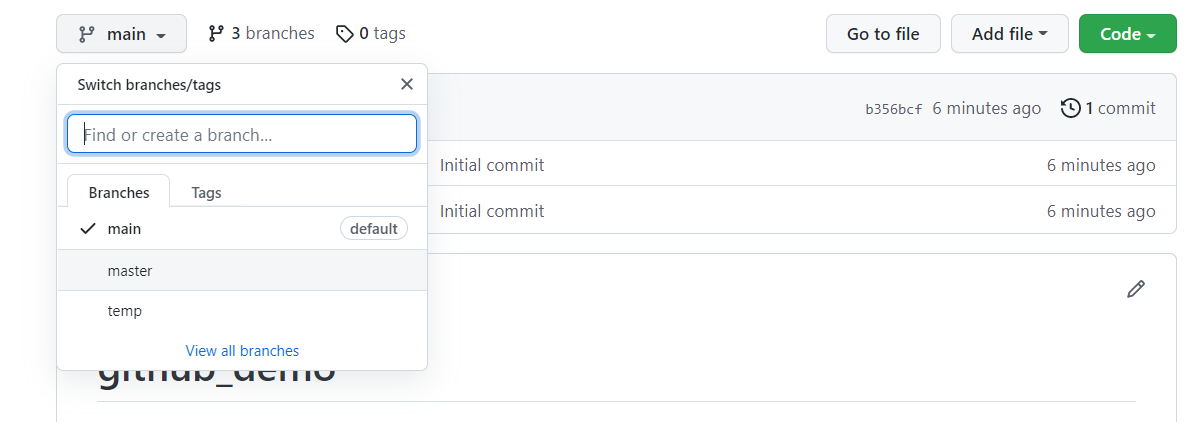 main 3 branches 0 tags Go to file Add file Code
Switch branches/tags
b356bcf 6 minutes ago 1 commit
Find or create a branch...
Initial commit 6 minutes ago
Branches Tags
Initial commit 6 minutes ago
main default
master
temp
View all branches
github_demo